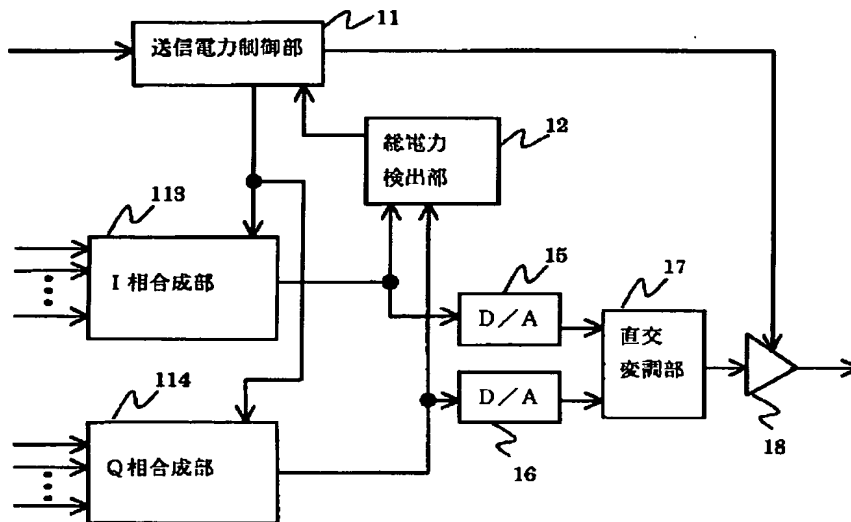 11
送信電力制御部
12
総電力
検出部
113
I相合成部
15
D/A
17
直交
変調部
114
D/A
16
18
Q相合成部